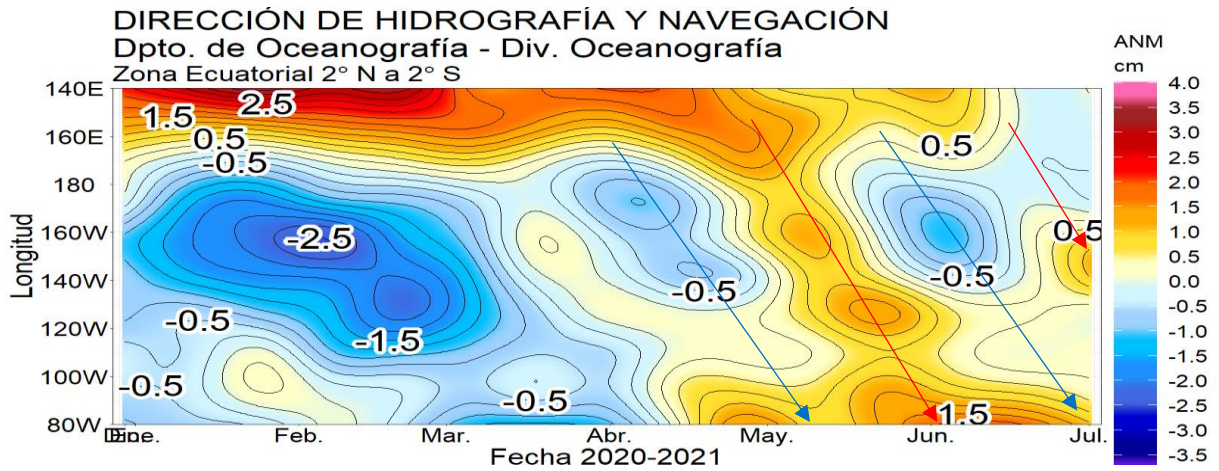 DIRECCIÓN DE HIDROGRAFÍA Y NAVEGACIÓN
Dpto. de Oceanografía - Div. Oceanografía
Zona Ecuatorial 2° N a 2° S
ANM
cm
4.0
3.5
3.0
2.5
2.0
1.5
1.0
0.5
0.0
-0.5
-1.0
-1.5
-2.0
-2.5
-3.0
-3.5
Longitud
140E
160E
180
160W
140W
120W
100W
80W
2.5
1.5
0.5
-0.5
0.5
-2.5
0.5
-0.5
-0.5
-0.5
-1.5
-0.5
-0.5
1.5
Ene. Feb. Mar. Abr. May. Jun. Jul.
Fecha 2020-2021